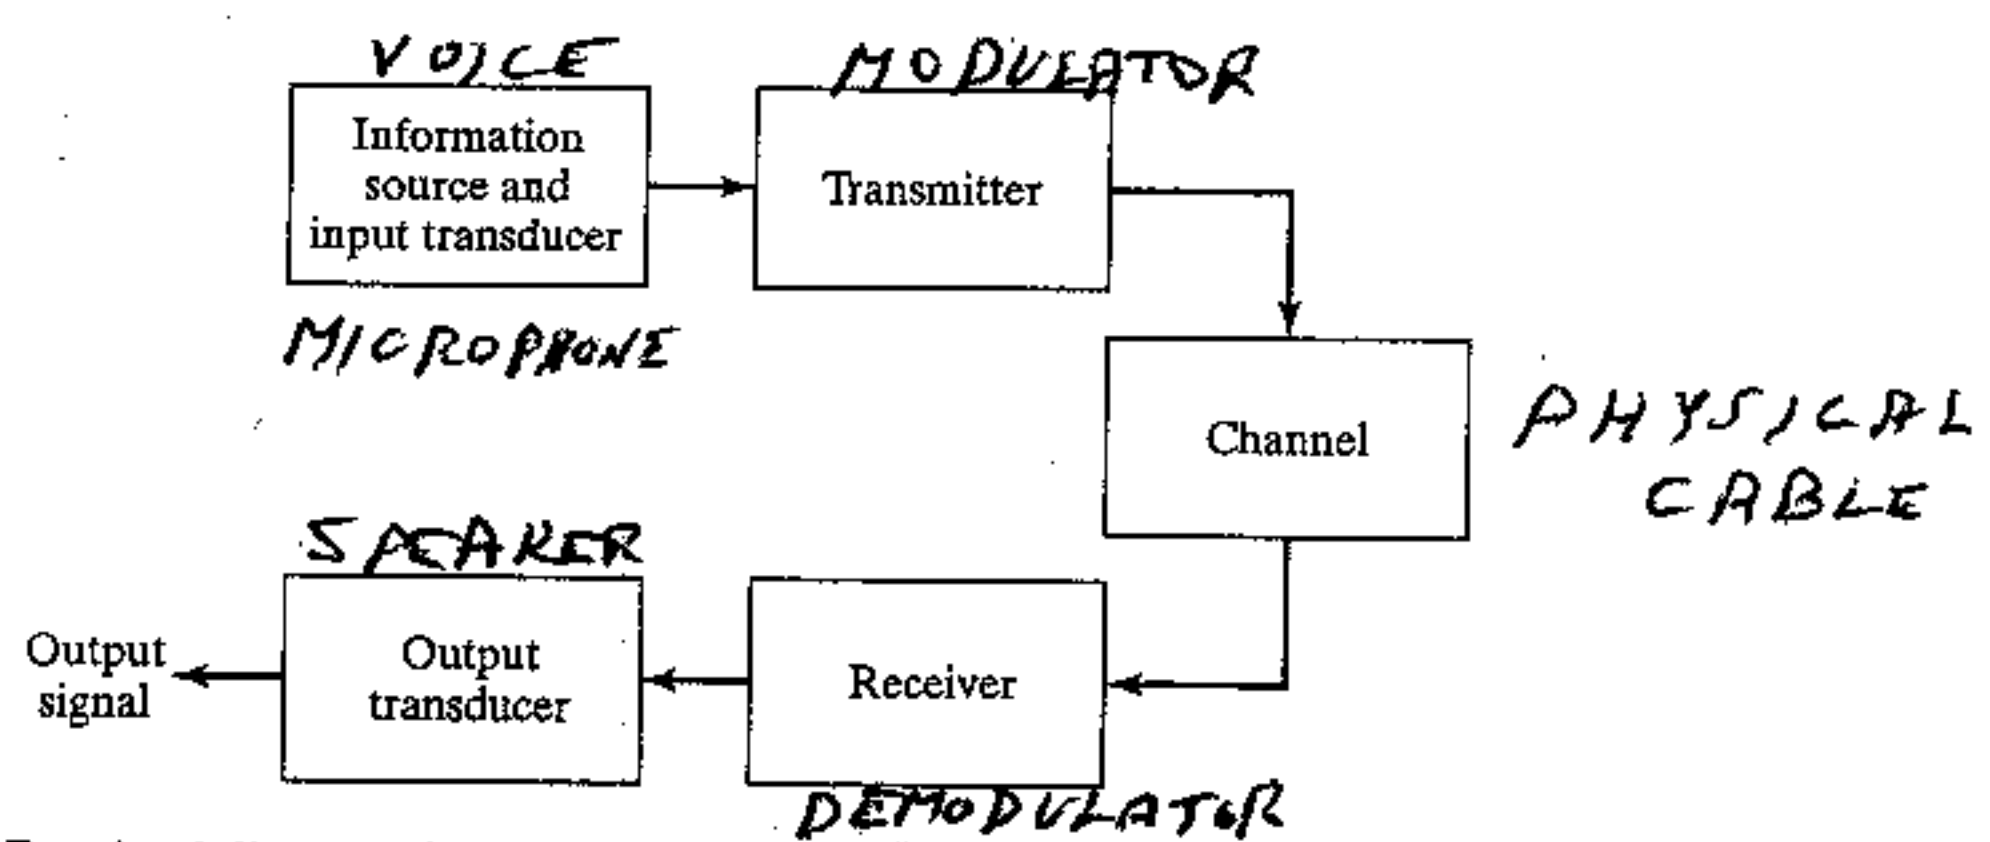 VOICE
MODULATOR
Information
source and
input transducer
Transmitter
MICROPHONE
Channel
PHYSICAL
CABLE
SPEAKER
Output
signal
Output
transducer
Receiver
DEMODULATOR